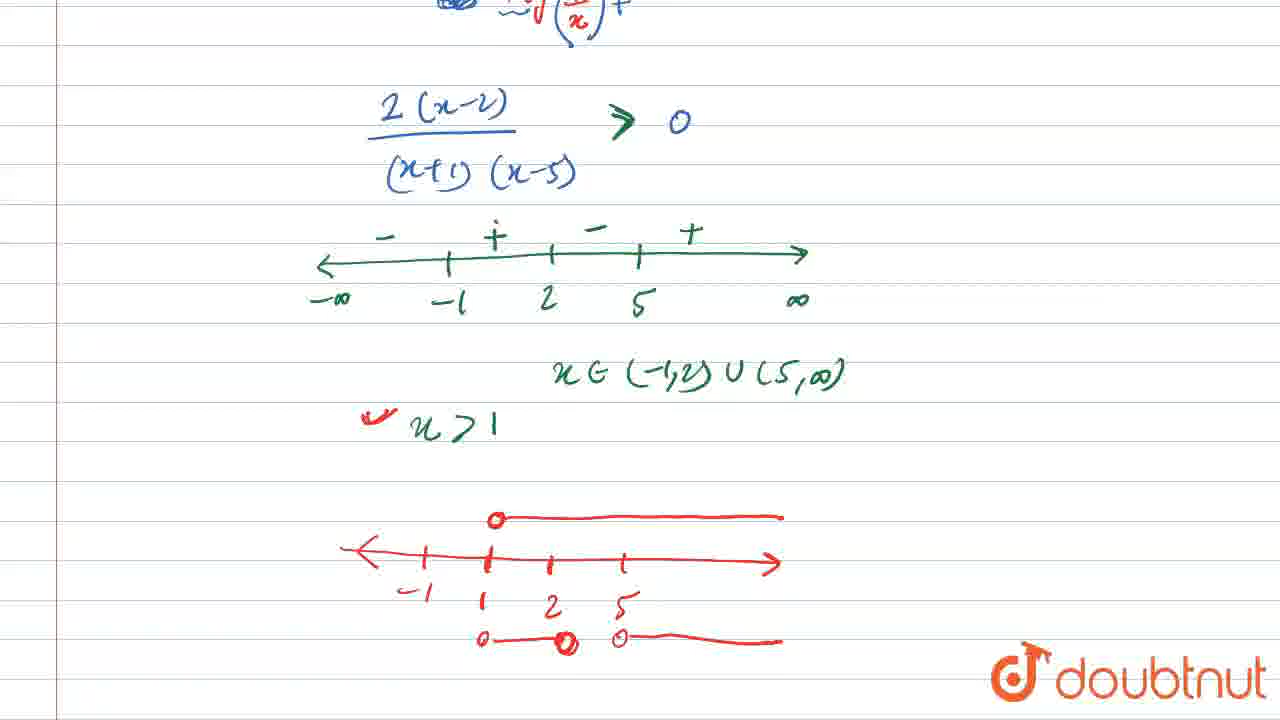 x
2 (x-2)
(x+1) (x-5)
> 0
- + - +
-∞ -1 2 5 ∞
x ∈ (-1,2) ∪ (5,∞)
x > 1
-1 1 2 5
doubtnut